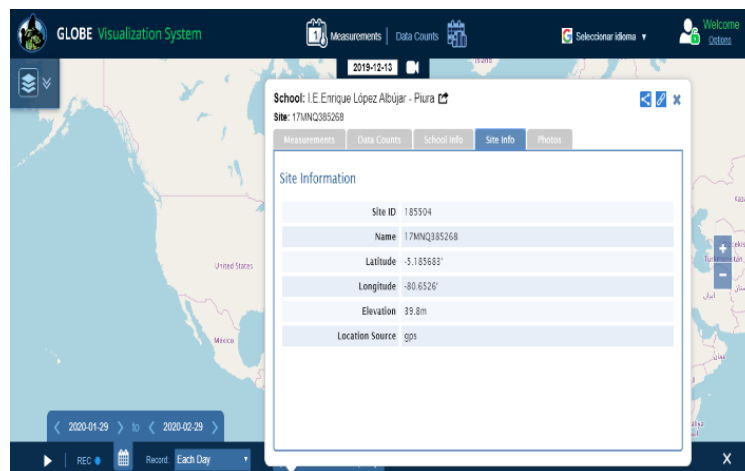 GLOBE Visualization System
1 Measurements | Data Counts
Seleccionar idioma ▼
Welcome
Options
2019-12-13
School: I.E.Enrique López Albújar - Piura
Site: 17MNQ385268
Measurements Data Counts School Info Site Info Photos
Site Information
Site ID 185504
Name 17MNQ385268
Latitude -5.185683°
Longitude -80.6526°
Elevation 39.8m
Location Source gps
United States
México
ایران
+
−
2020-01-29 to 2020-02-29
REC Record: Each Day
X